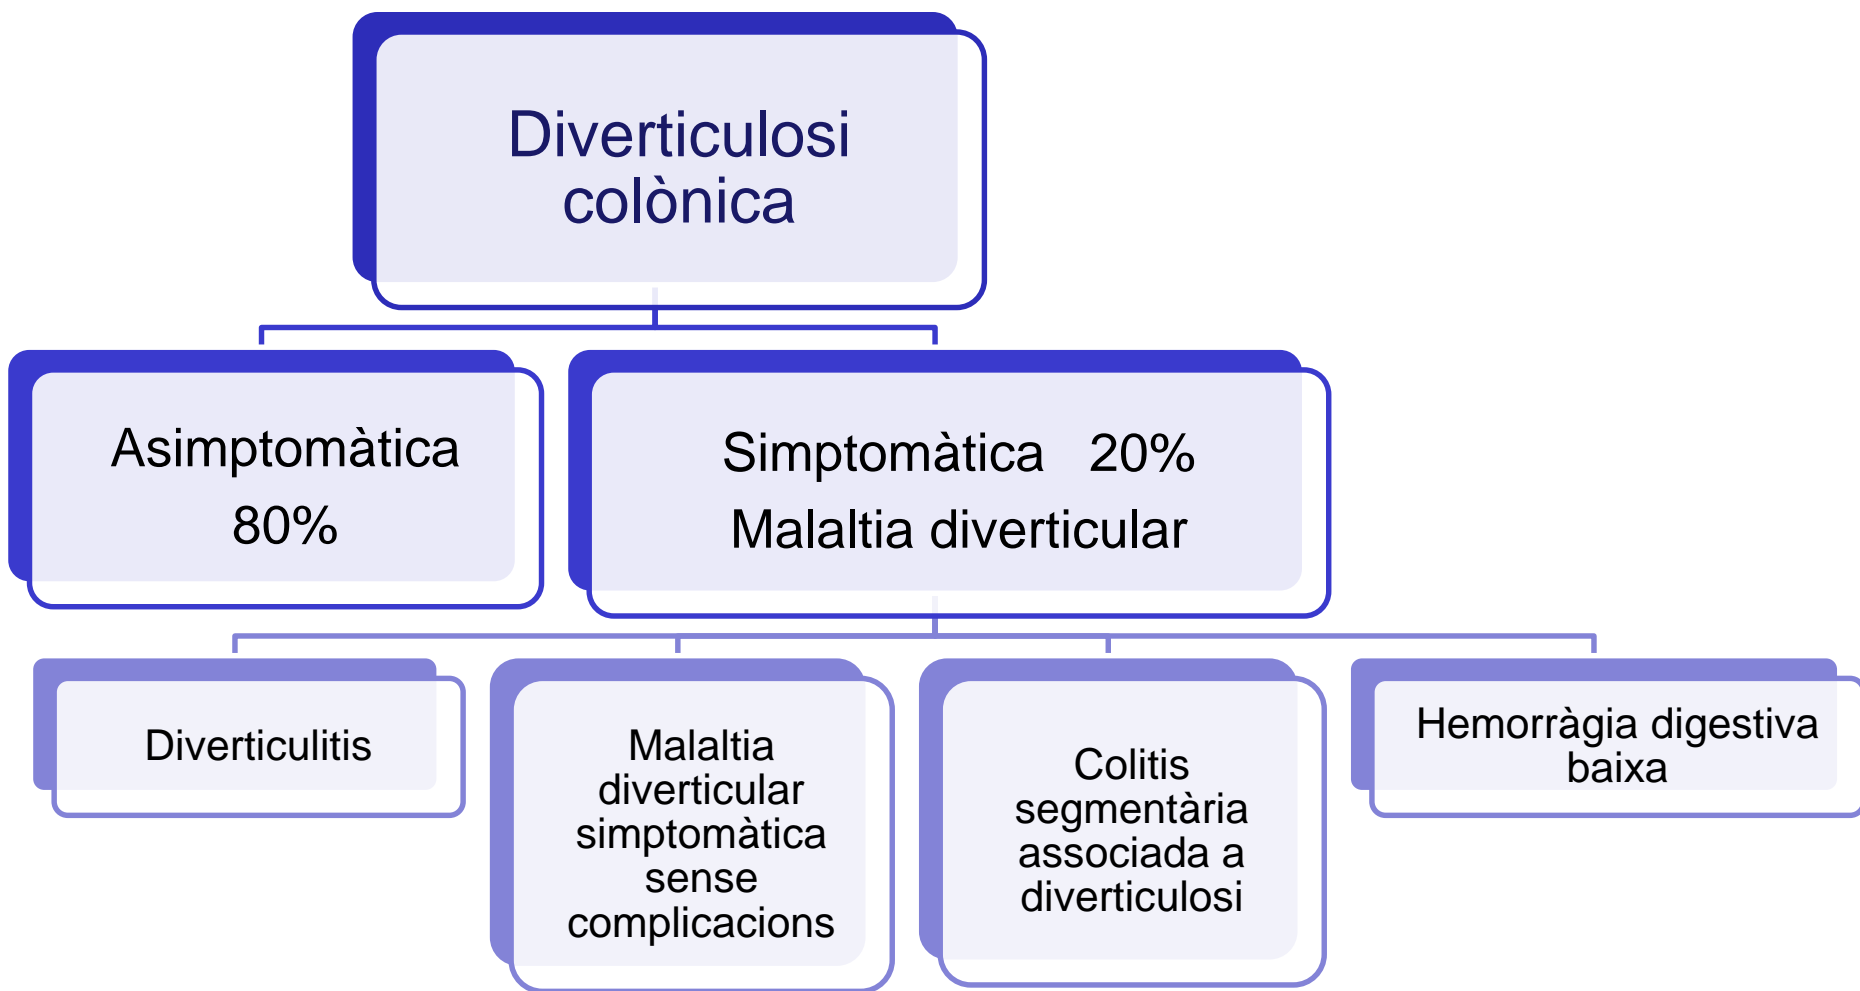 Diverticulosi
colònica
Asimptomàtica
80%
Simptomàtica   20%
Malaltia diverticular
Diverticulitis
Malaltia
diverticular
simptomàtica
sense
complicacions
Colitis
segmentària
associada a
diverticulosi
Hemorràgia digestiva
baixa